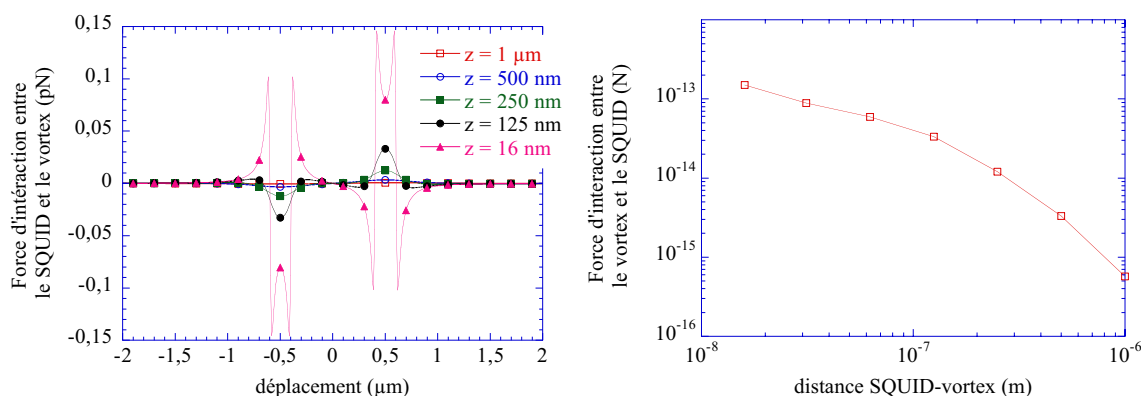 Force d'intéraction entre
le SQUID et le vortex (pN)
0,15
0,1
0,05
0
-0,05
-0,1
-0,15
z = 1 µm
z = 500 nm
z = 250 nm
z = 125 nm
z = 16 nm
-2 -1,5 -1 -0,5 0 0,5 1 1,5 2
déplacement (µm)
Force d'intéraction entre
le vortex et le SQUID (N)
10⁻¹³
10⁻¹⁴
10⁻¹⁵
10⁻¹⁶
10⁻⁸ 10⁻⁷ 10⁻⁶
distance SQUID-vortex (m)